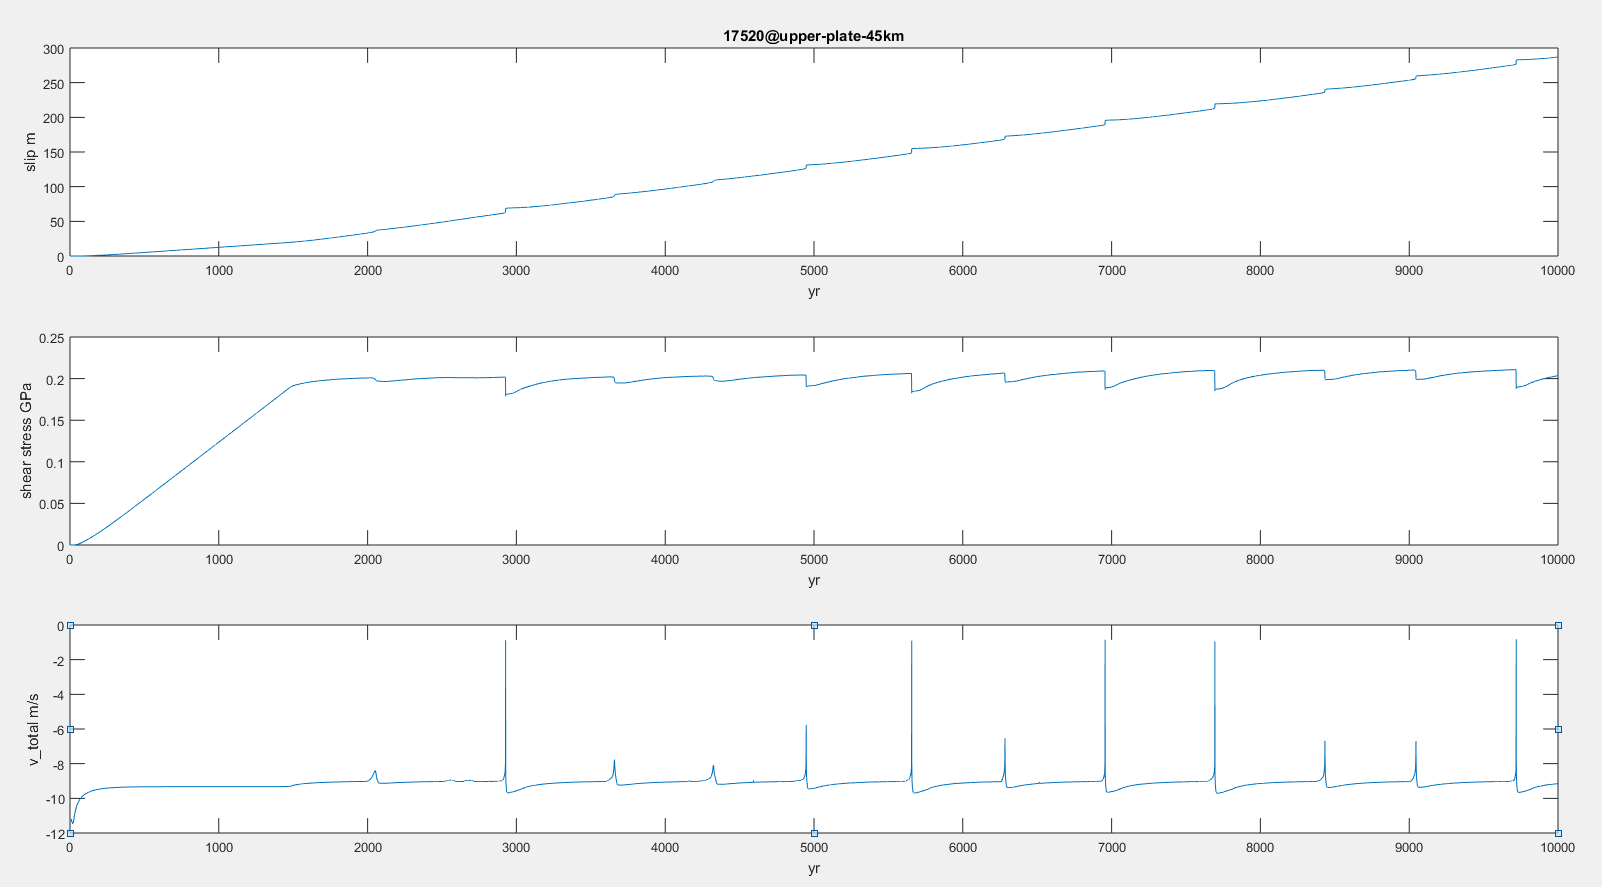 17520@upper-plate-45km
300
250
200
150
100
50
0
slip m
0 1000 2000 3000 4000 5000 6000 7000 8000 9000 10000
yr
0.25
0.2
0.15
0.1
0.05
0
shear stress GPa
0 1000 2000 3000 4000 5000 6000 7000 8000 9000 10000
yr
0
-2
-4
-6
-8
-10
-12
v_total m/s
0 1000 2000 3000 4000 5000 6000 7000 8000 9000 10000
yr